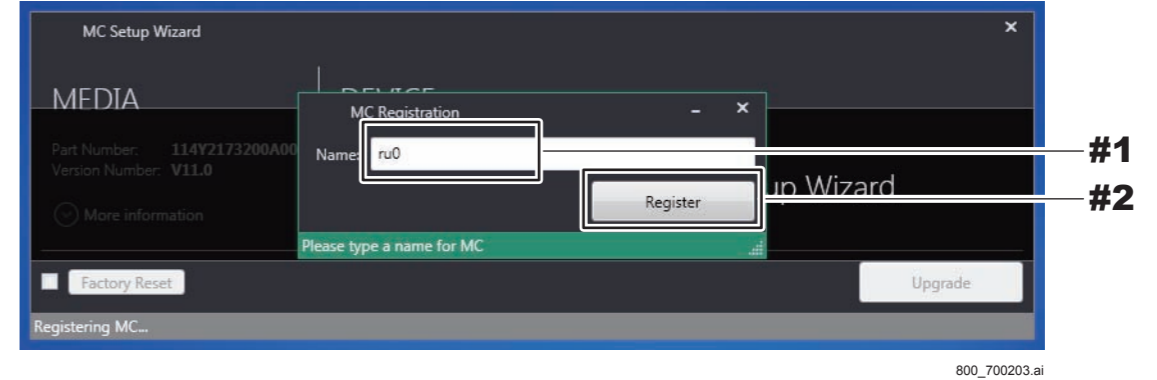 MC Setup Wizard
MEDIA
DEVICE
MC Registration
Part Number: 114Y2173200A00
Version Number: V11.0
Name: ru0
#1
up Wizard
Register
#2
More information
Please type a name for MC
Factory Reset
Upgrade
Registering MC...
800_700203.ai